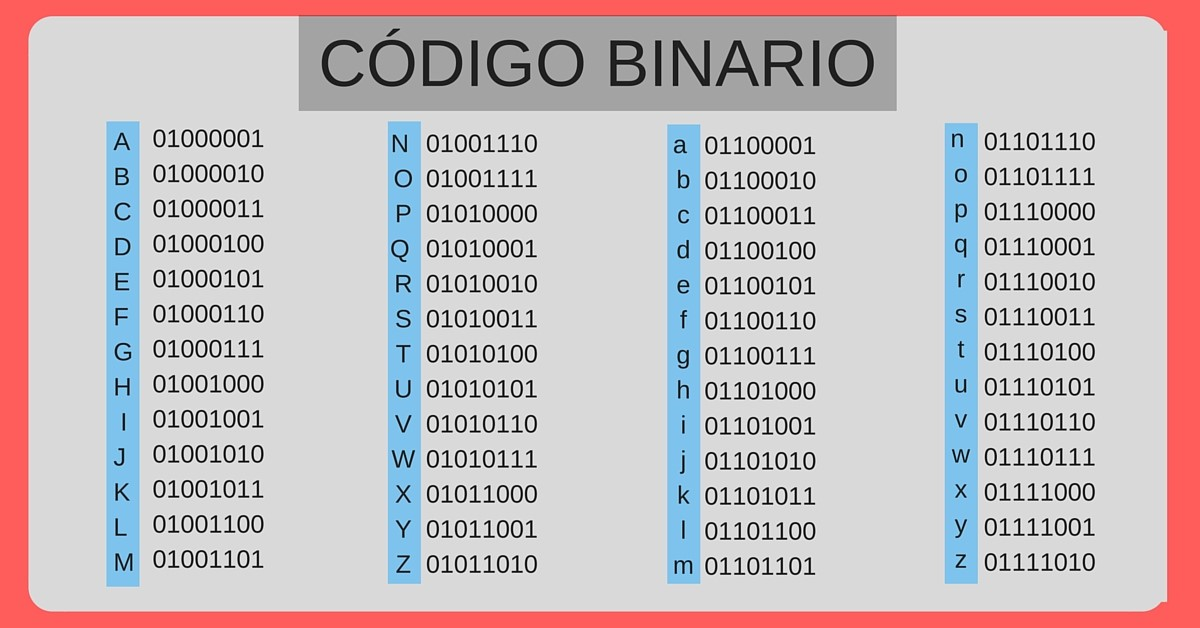 CÓDIGO BINARIO
A 01000001
B 01000010
C 01000011
D 01000100
E 01000101
F 01000110
G 01000111
H 01001000
I 01001001
J 01001010
K 01001011
L 01001100
M 01001101
N 01001110
O 01001111
P 01010000
Q 01010001
R 01010010
S 01010011
T 01010100
U 01010101
V 01010110
W 01010111
X 01011000
Y 01011001
Z 01011010
a 01100001
b 01100010
c 01100011
d 01100100
e 01100101
f 01100110
g 01100111
h 01101000
i 01101001
j 01101010
k 01101011
l 01101100
m 01101101
n 01101110
o 01101111
p 01110000
q 01110001
r 01110010
s 01110011
t 01110100
u 01110101
v 01110110
w 01110111
x 01111000
y 01111001
z 01111010